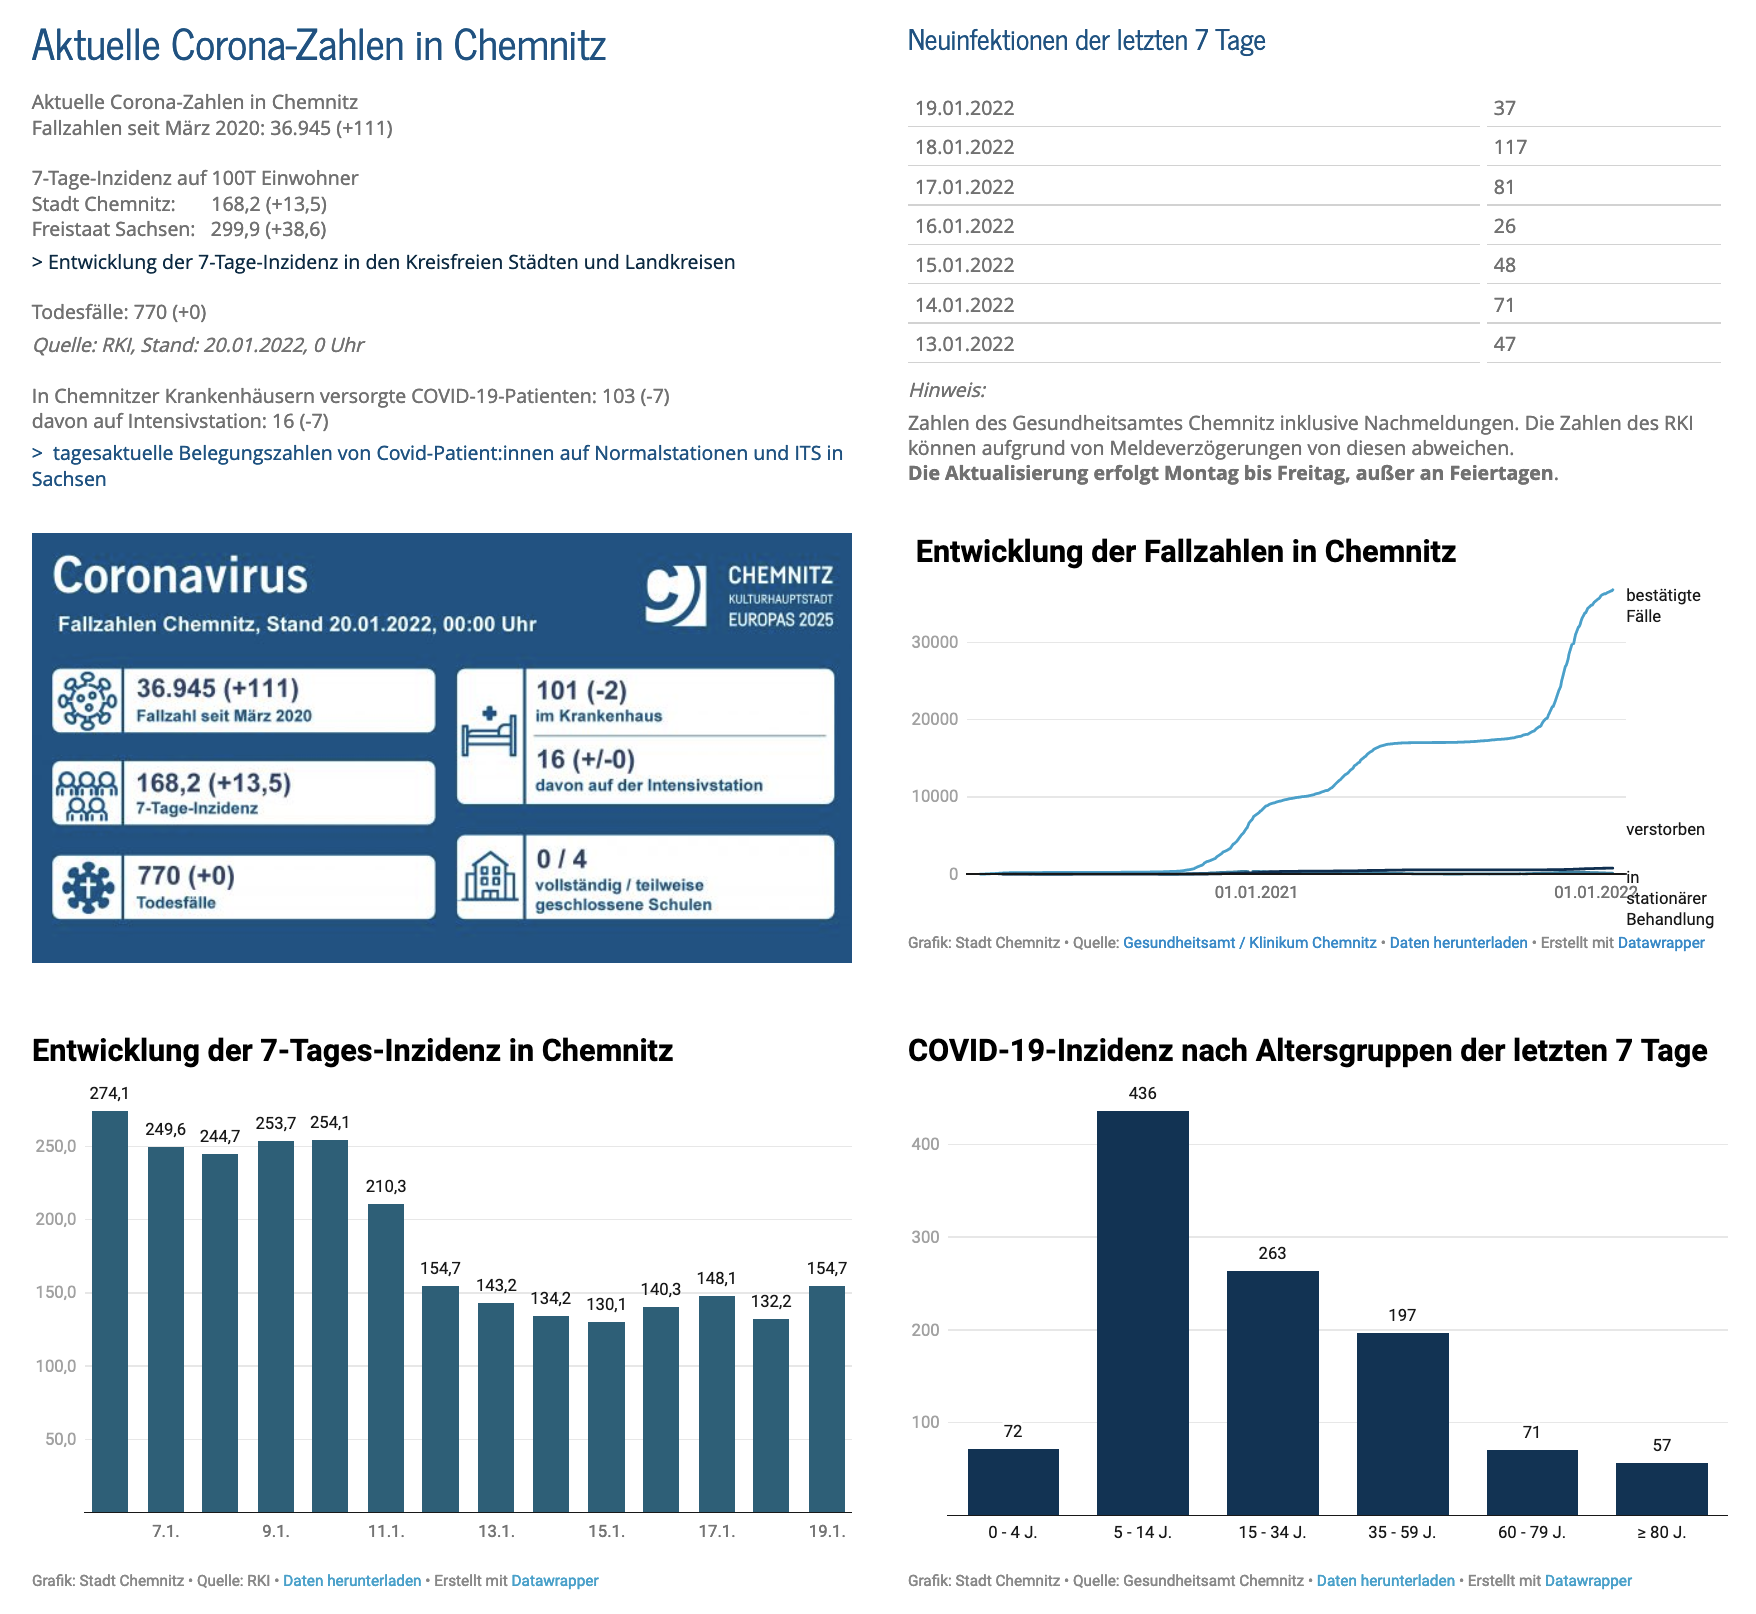 Aktuelle Corona-Zahlen in Chemnitz
Aktuelle Corona-Zahlen in Chemnitz
Fallzahlen seit März 2020: 36.945 (+111)
7-Tage-Inzidenz auf 100T Einwohner
Stadt Chemnitz: 168,2 (+13,5)
Freistaat Sachsen: 299,9 (+38,6)
> Entwicklung der 7-Tage-Inzidenz in den Kreisfreien Städten und Landkreisen
Todesfälle: 770 (+0)
Quelle: RKI, Stand: 20.01.2022, 0 Uhr
In Chemnitzer Krankenhäusern versorgte COVID-19-Patienten: 103 (-7)
davon auf Intensivstation: 16 (-7)
> tagesaktuelle Belegungszahlen von Covid-Patient:innen auf Normalstationen und ITS in
Sachsen
Neuinfektionen der letzten 7 Tage
19.01.2022 37
18.01.2022 117
17.01.2022 81
16.01.2022 26
15.01.2022 48
14.01.2022 71
13.01.2022 47
Hinweis:
Zahlen des Gesundheitsamtes Chemnitz inklusive Nachmeldungen. Die Zahlen des RKI
können aufgrund von Meldeverzögerungen von diesen abweichen.
Die Aktualisierung erfolgt Montag bis Freitag, außer an Feiertagen.
Coronavirus
Fallzahlen Chemnitz, Stand 20.01.2022, 00:00 Uhr
CHEMNITZ
KULTURHAUPTSTADT
EUROPAS 2025
36.945 (+111)
Fallzahl seit März 2020
168,2 (+13,5)
7-Tage-Inzidenz
770 (+0)
Todesfälle
101 (-2)
im Krankenhaus
16 (+/-0)
davon auf der Intensivstation
0 / 4
vollständig / teilweise
geschlossene Schulen
Entwicklung der Fallzahlen in Chemnitz
bestätigte
Fälle
30000
20000
10000
verstorben
0
in
stationärer
Behandlung
01.01.2021 01.01.2022
Grafik: Stadt Chemnitz • Quelle: Gesundheitsamt / Klinikum Chemnitz • Daten herunterladen • Erstellt mit Datawrapper
Entwicklung der 7-Tages-Inzidenz in Chemnitz
274,1 249,6 244,7 253,7 254,1 210,3 154,7 143,2 134,2 130,1 140,3 148,1 132,2 154,7
250,0
200,0
150,0
100,0
50,0
7.1. 9.1. 11.1. 13.1. 15.1. 17.1. 19.1.
Grafik: Stadt Chemnitz • Quelle: RKI • Daten herunterladen • Erstellt mit Datawrapper
COVID-19-Inzidenz nach Altersgruppen der letzten 7 Tage
72 436 263 197 71 57
400
300
200
100
0 - 4 J. 5 - 14 J. 15 - 34 J. 35 - 59 J. 60 - 79 J. ≥ 80 J.
Grafik: Stadt Chemnitz • Quelle: Gesundheitsamt Chemnitz • Daten herunterladen • Erstellt mit Datawrapper